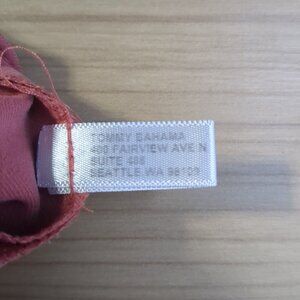 TOMMY BAHAMA
400 FAIRVIEW AVE N
SUITE 488
SEATTLE WA 98109